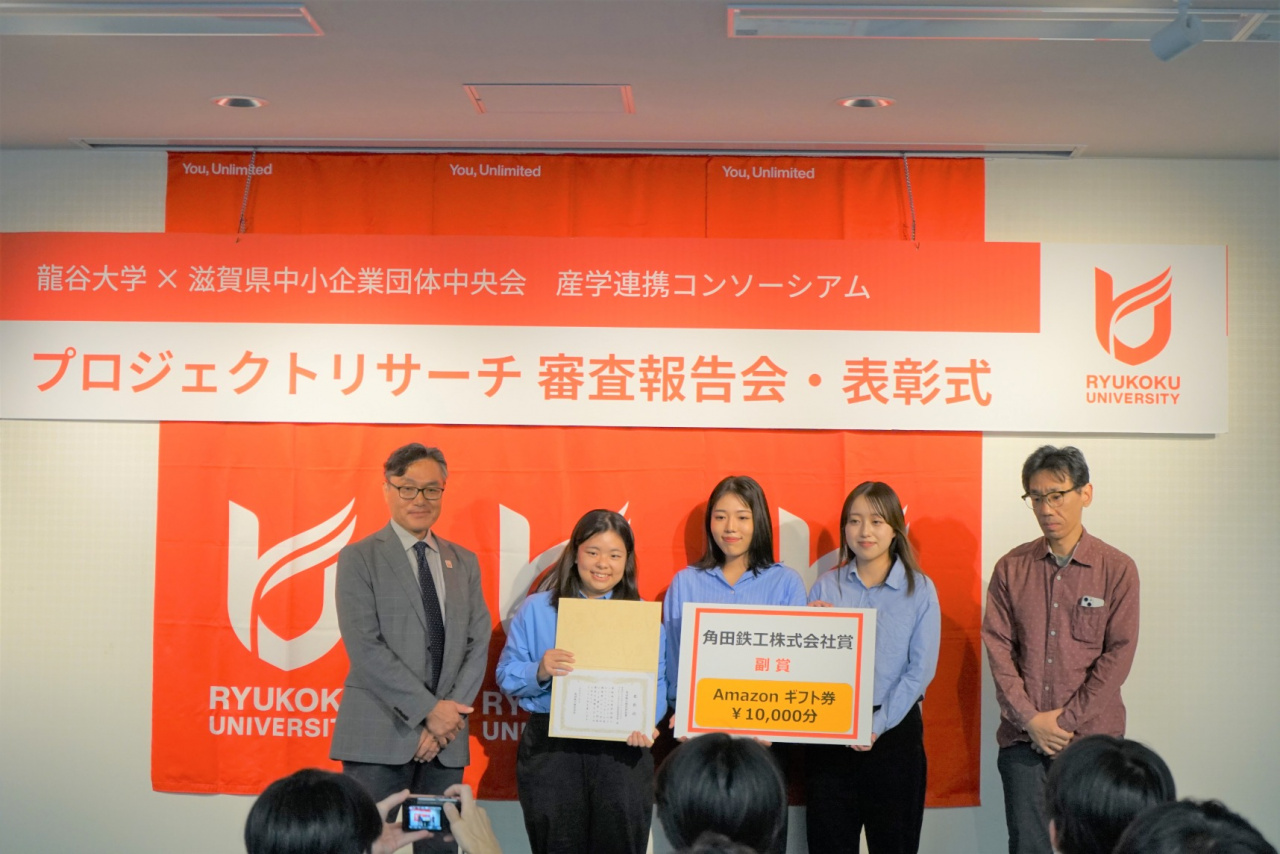 You, Unlimited
You, Unlimited
You, Unlimited
龍谷大学 × 滋賀県中小企業団体中央会　産学連携コンソーシアム
プロジェクトリサーチ 審査報告会・表彰式
RYUKOKU
UNIVERSITY
RYUKOK
UNIVERSITY
RY
UN
角田鉄工株式会社賞
副賞
Amazon ギフト券
￥10,000分